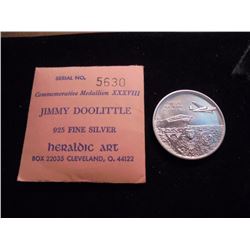 SERIAL NO. 5630
Commemorative Medallion XXXVIII
JIMMY DOOLITTLE
925 FINE SILVER
HERALDIC ART
BOX 22035 CLEVELAND, O. 44122